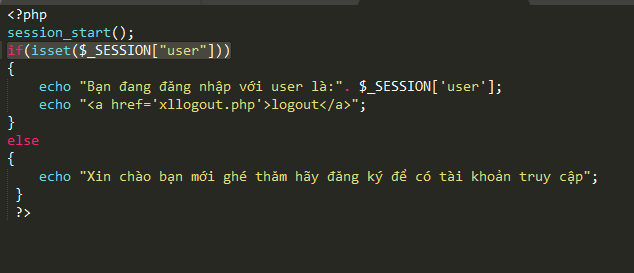 <?php
session_start();
if(isset($_SESSION["user"]))
{
echo "Bạn đang đăng nhập với user là:". $_SESSION['user'];
echo "<a href='xllogout.php'>logout</a>";
}
else
{
echo "Xin chào bạn mới ghé thăm hãy đăng ký để có tài khoản truy cập";
}
?>